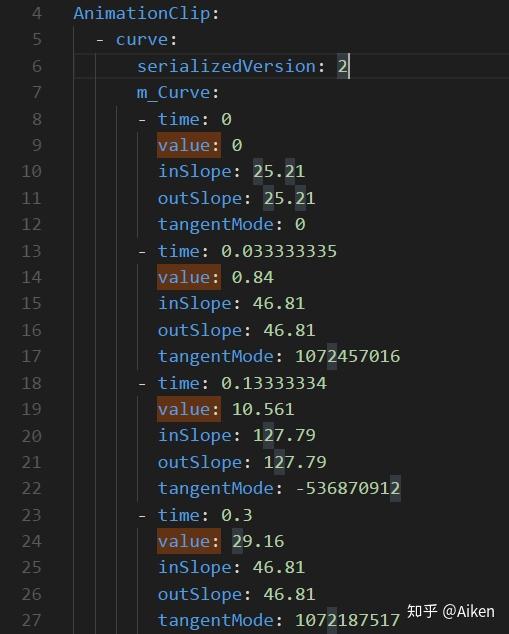 4 AnimationClip:
5 - curve:
6 serializedVersion: 2
7 m_Curve:
8 - time: 0
9 value: 0
10 inSlope: 25.21
11 outSlope: 25.21
12 tangentMode: 0
13 - time: 0.033333335
14 value: 0.84
15 inSlope: 46.81
16 outSlope: 46.81
17 tangentMode: 1072457016
18 - time: 0.13333334
19 value: 10.561
20 inSlope: 127.79
21 outSlope: 127.79
22 tangentMode: -536870912
23 - time: 0.3
24 value: 29.16
25 inSlope: 46.81
26 outSlope: 46.81
27 tangentMode: 1072187517
知乎 @Aiken